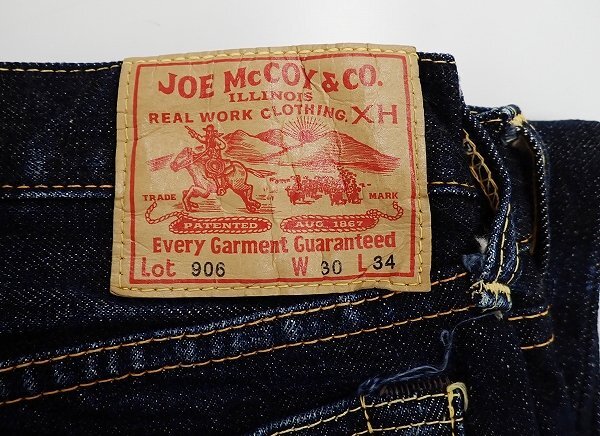 JOE McCOY & CO.
ILLINOIS
REAL WORK CLOTHING. XH
TRADE MARK
PATENTED AUG. 1867
Every Garment Guaranteed
Lot 906 W 30 L 34